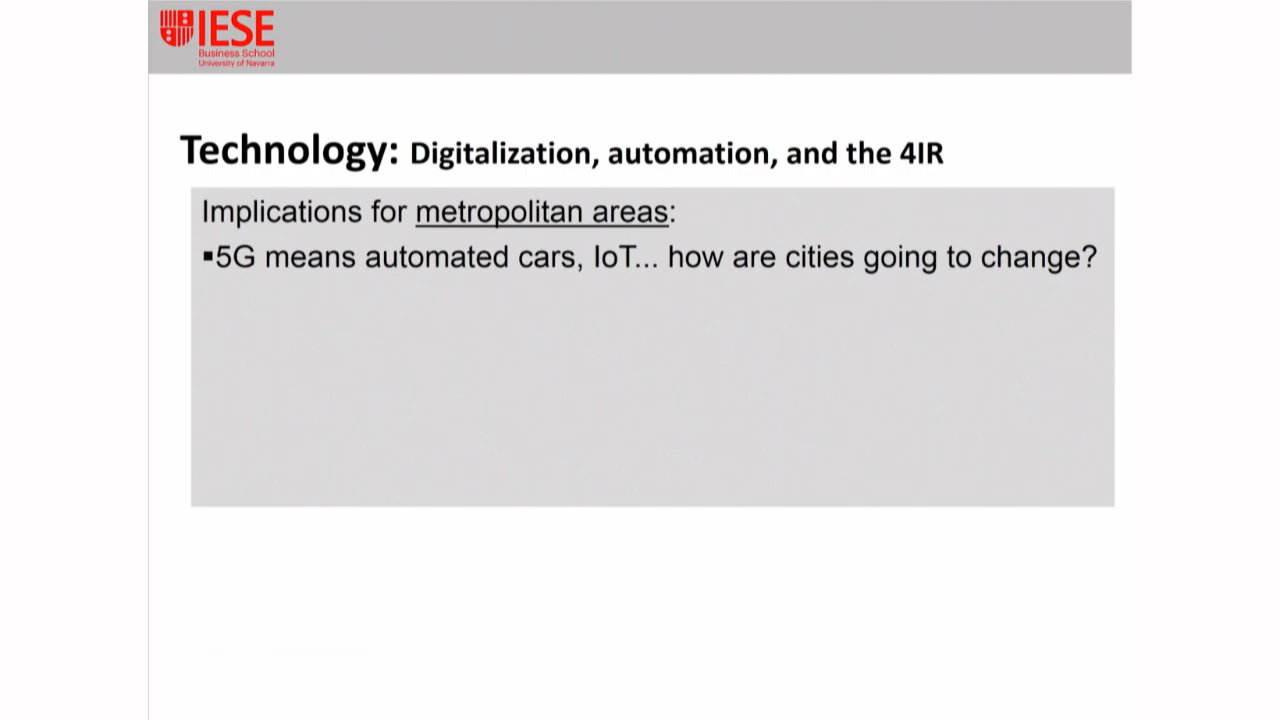 IESE
Business School
University of Navarra
Technology: Digitalization, automation, and the 4IR
Implications for metropolitan areas:
▪5G means automated cars, IoT... how are cities going to change?